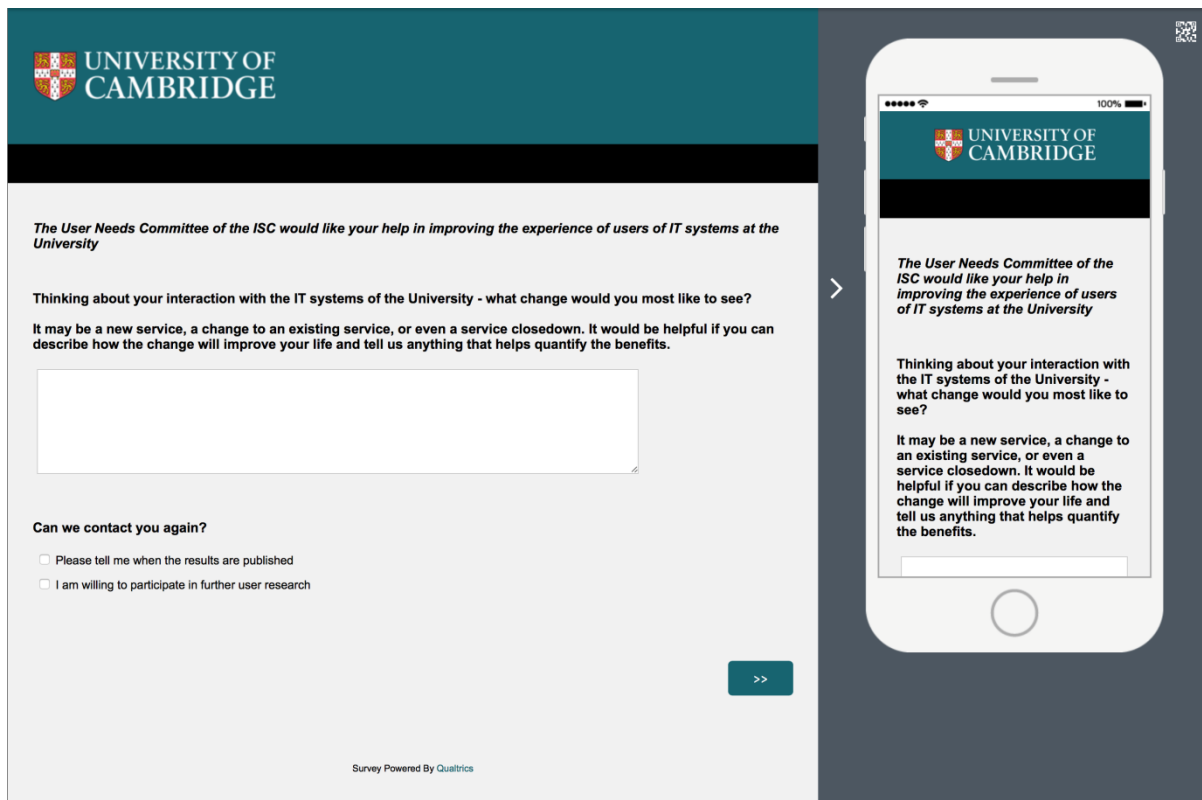 UNIVERSITY OF
CAMBRIDGE
The User Needs Committee of the ISC would like your help in improving the experience of users of IT systems at the
University
Thinking about your interaction with the IT systems of the University - what change would you most like to see?
It may be a new service, a change to an existing service, or even a service closedown. It would be helpful if you can
describe how the change will improve your life and tell us anything that helps quantify the benefits.
Can we contact you again?
Please tell me when the results are published
I am willing to participate in further user research
>>
Survey Powered By Qualtrics
100%
UNIVERSITY OF
CAMBRIDGE
The User Needs Committee of the
ISC would like your help in
improving the experience of users
of IT systems at the University
Thinking about your interaction with
the IT systems of the University -
what change would you most like to
see?
It may be a new service, a change to
an existing service, or even a
service closedown. It would be
helpful if you can describe how the
change will improve your life and
tell us anything that helps quantify
the benefits.